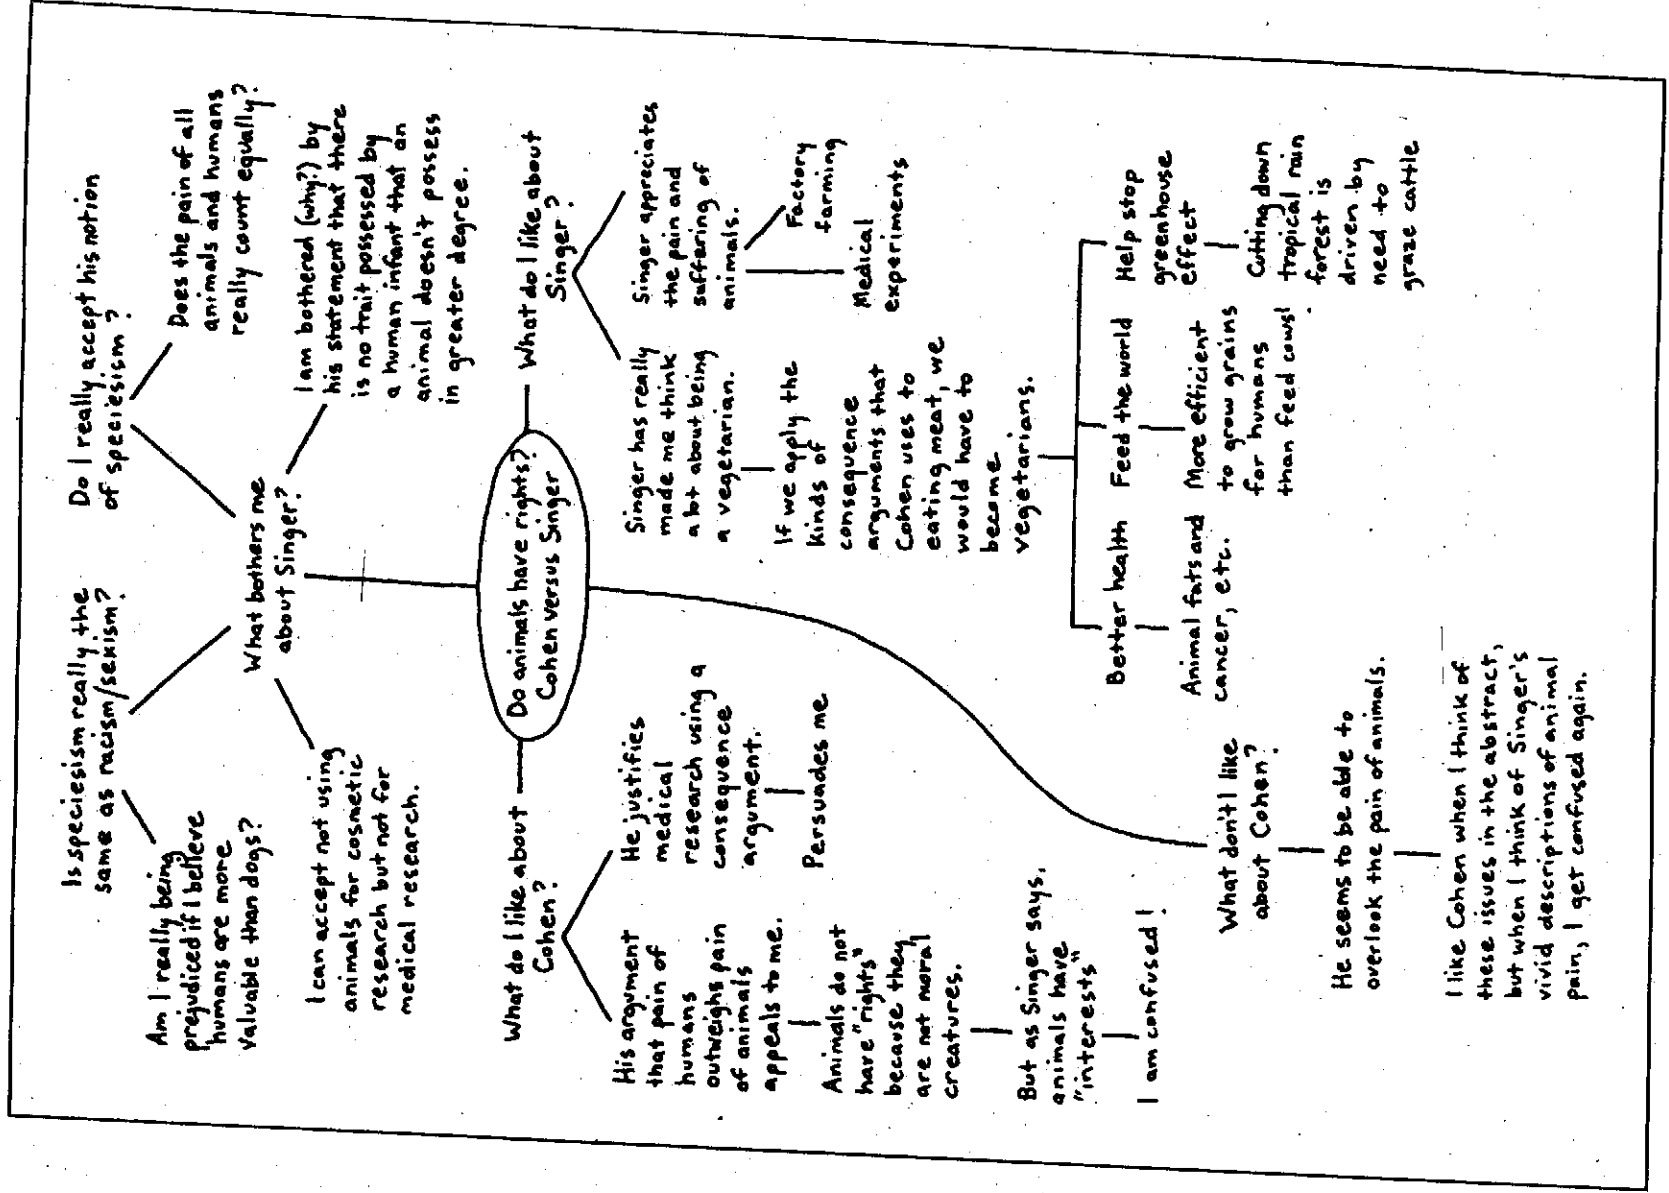 Is speciesism really the
same as racism/sexism?
Am I really being
prejudiced if I believe
humans are more
valuable than dogs?
Do I really accept his notion
of speciesism?
Does the pain of all
animals and humans
really count equally?
What bothers me
about Singer?
I can accept not using
animals for cosmetic
research but not for
medical research.
I am bothered (why?) by
his statement that there
is no trait possessed by
a human infant that an
animal doesn't possess
in greater degree.
Do animals have rights?
Cohen versus Singer
What do I like about
Cohen?
His argument
that pain of
humans
outweighs pain
of animals
appeals to me.
Animals do not
have "rights"
because they
are not moral
creatures.
But as Singer says,
animals have
"interests"
I am confused!
He justifies
medical
research using a
consequence
argument.
Persuades me
What do I like about
Singer?
Singer has really
made me think
a lot about being
a vegetarian.
If we apply the
kinds of
consequence
arguments that
Cohen uses to
eating meat, we
would have to
become
vegetarians.
Better health
Animal fats and
cancer, etc.
Feed the world
More efficient
to grow grains
for humans
than feed cows!
Help stop
greenhouse
effect
Cutting down
tropical rain
forest is
driven by
need to
graze cattle
Singer appreciates
the pain and
suffering of
animals.
Medical
experiments
Factory
farming
What don't I like
about Cohen?
He seems to be able to
overlook the pain of animals.
I like Cohen when I think of
these issues in the abstract,
but when I think of Singer's
vivid descriptions of animal
pain, I get confused again.